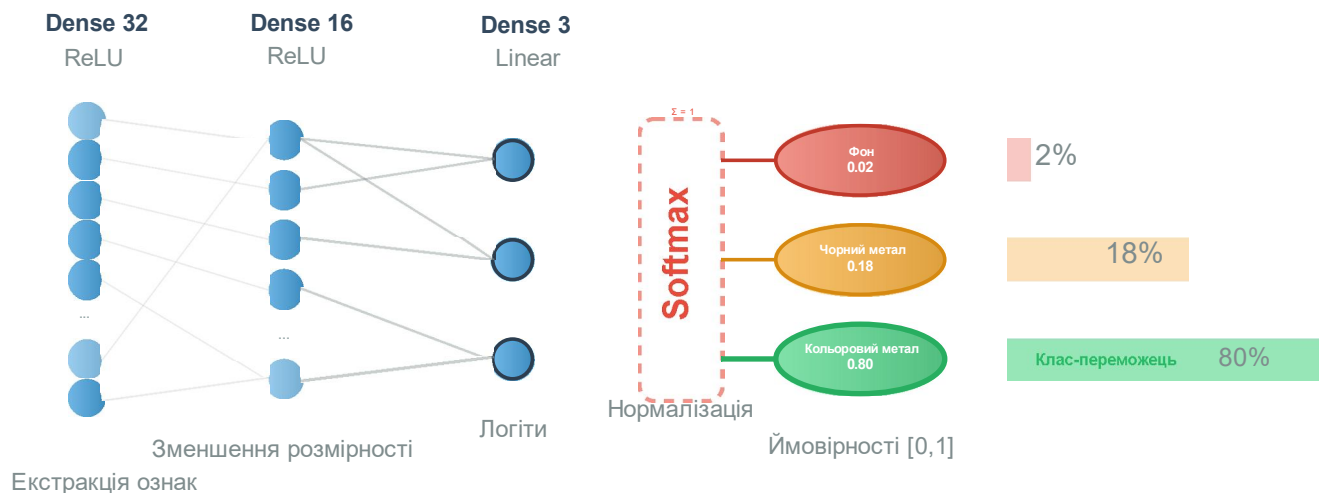 Dense 32
ReLU
Dense 16
ReLU
Dense 3
Linear
...
...
Екстракція ознак
Зменшення розмірності
Логіти
Σ = 1
Softmax
Нормалізація
Фон
0.02
Чорний метал
0.18
Кольоровий метал
0.80
Ймовірності [0,1]
2%
18%
Клас-переможець 80%